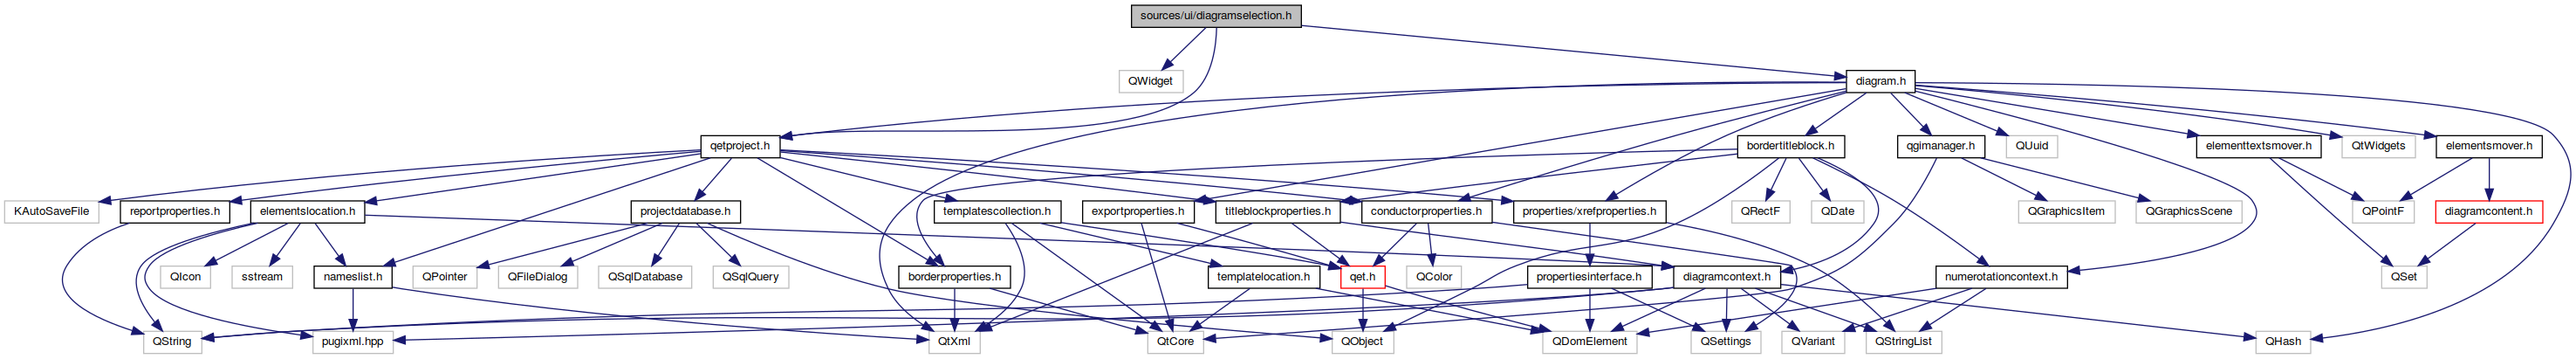 sources/ui/diagramselection.h
QWidget
diagram.h
qetproject.h
bordertitleblock.h
qgimanager.h
QUuid
elementtextsmover.h
QtWidgets
elementsmover.h
KAutoSaveFile
reportproperties.h
elementslocation.h
projectdatabase.h
templatescollection.h
exportproperties.h
titleblockproperties.h
conductorproperties.h
properties/xrefproperties.h
QRectF
QDate
QGraphicsItem
QGraphicsScene
QPointF
diagramcontent.h
QIcon
sstream
nameslist.h
QPointer
QFileDialog
QSqlDatabase
QSqlQuery
borderproperties.h
templatelocation.h
qet.h
QColor
propertiesinterface.h
diagramcontext.h
numerotationcontext.h
QSet
QString
pugixml.hpp
QtXml
QtCore
QObject
QDomElement
QSettings
QVariant
QStringList
QHash